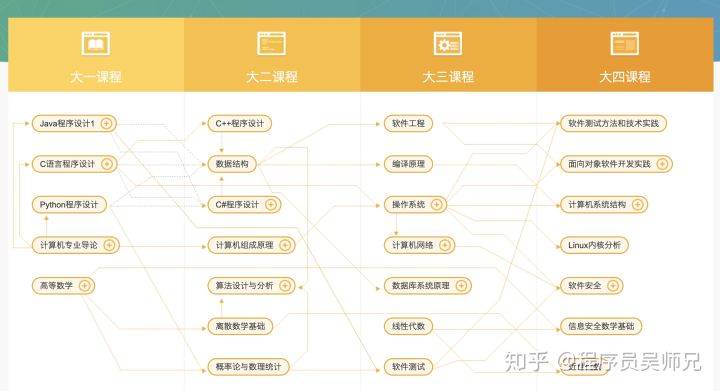 大一课程
大二课程
大三课程
大四课程
Java程序设计1
C++程序设计
软件工程
软件测试方法和技术实践
C语言程序设计
数据结构
编译原理
面向对象软件开发实践
Python程序设计
C#程序设计
操作系统
计算机系统结构
计算机专业导论
计算机组成原理
计算机网络
Linux内核分析
高等数学
算法设计与分析
数据库系统原理
软件安全
离散数学基础
线性代数
信息安全数学基础
概率论与数理统计
软件测试
知乎 @程序员吴师兄